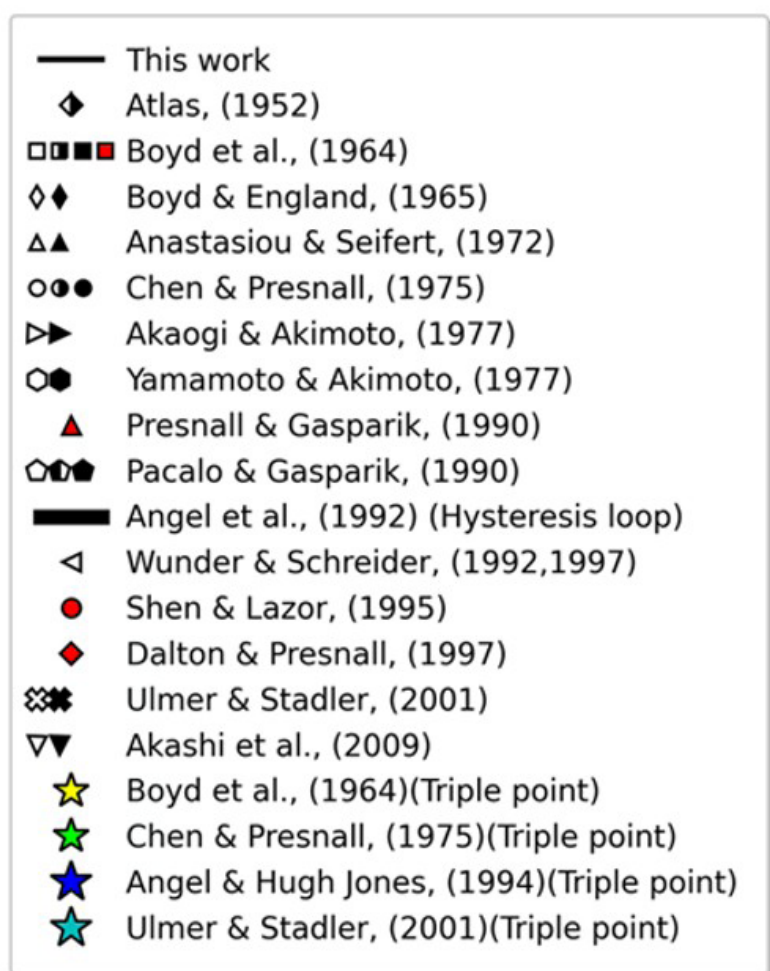 This work
Atlas, (1952)
Boyd et al., (1964)
Boyd & England, (1965)
Anastasiou & Seifert, (1972)
Chen & Presnall, (1975)
Akaogi & Akimoto, (1977)
Yamamoto & Akimoto, (1977)
Presnall & Gasparik, (1990)
Pacalo & Gasparik, (1990)
Angel et al., (1992) (Hysteresis loop)
Wunder & Schreider, (1992,1997)
Shen & Lazor, (1995)
Dalton & Presnall, (1997)
Ulmer & Stadler, (2001)
Akashi et al., (2009)
Boyd et al., (1964)(Triple point)
Chen & Presnall, (1975)(Triple point)
Angel & Hugh Jones, (1994)(Triple point)
Ulmer & Stadler, (2001)(Triple point)